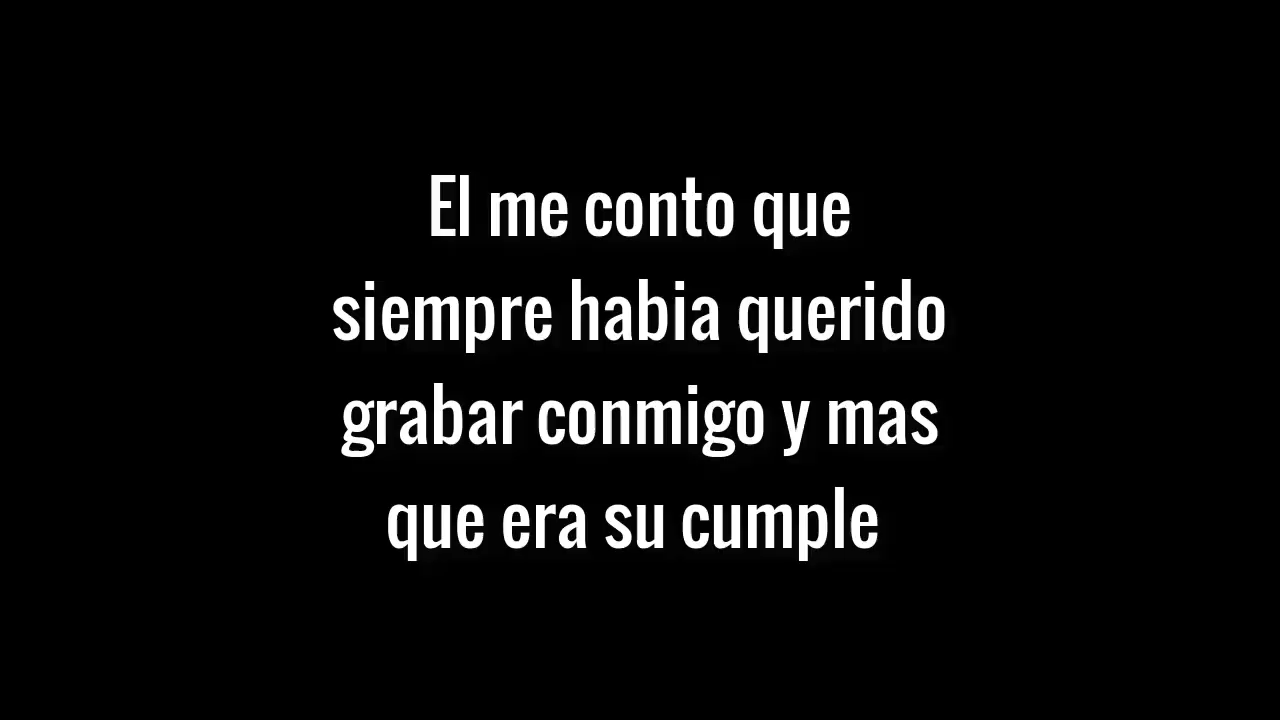 El me conto que
siempre habia querido
grabar conmigo y mas
que era su cumple